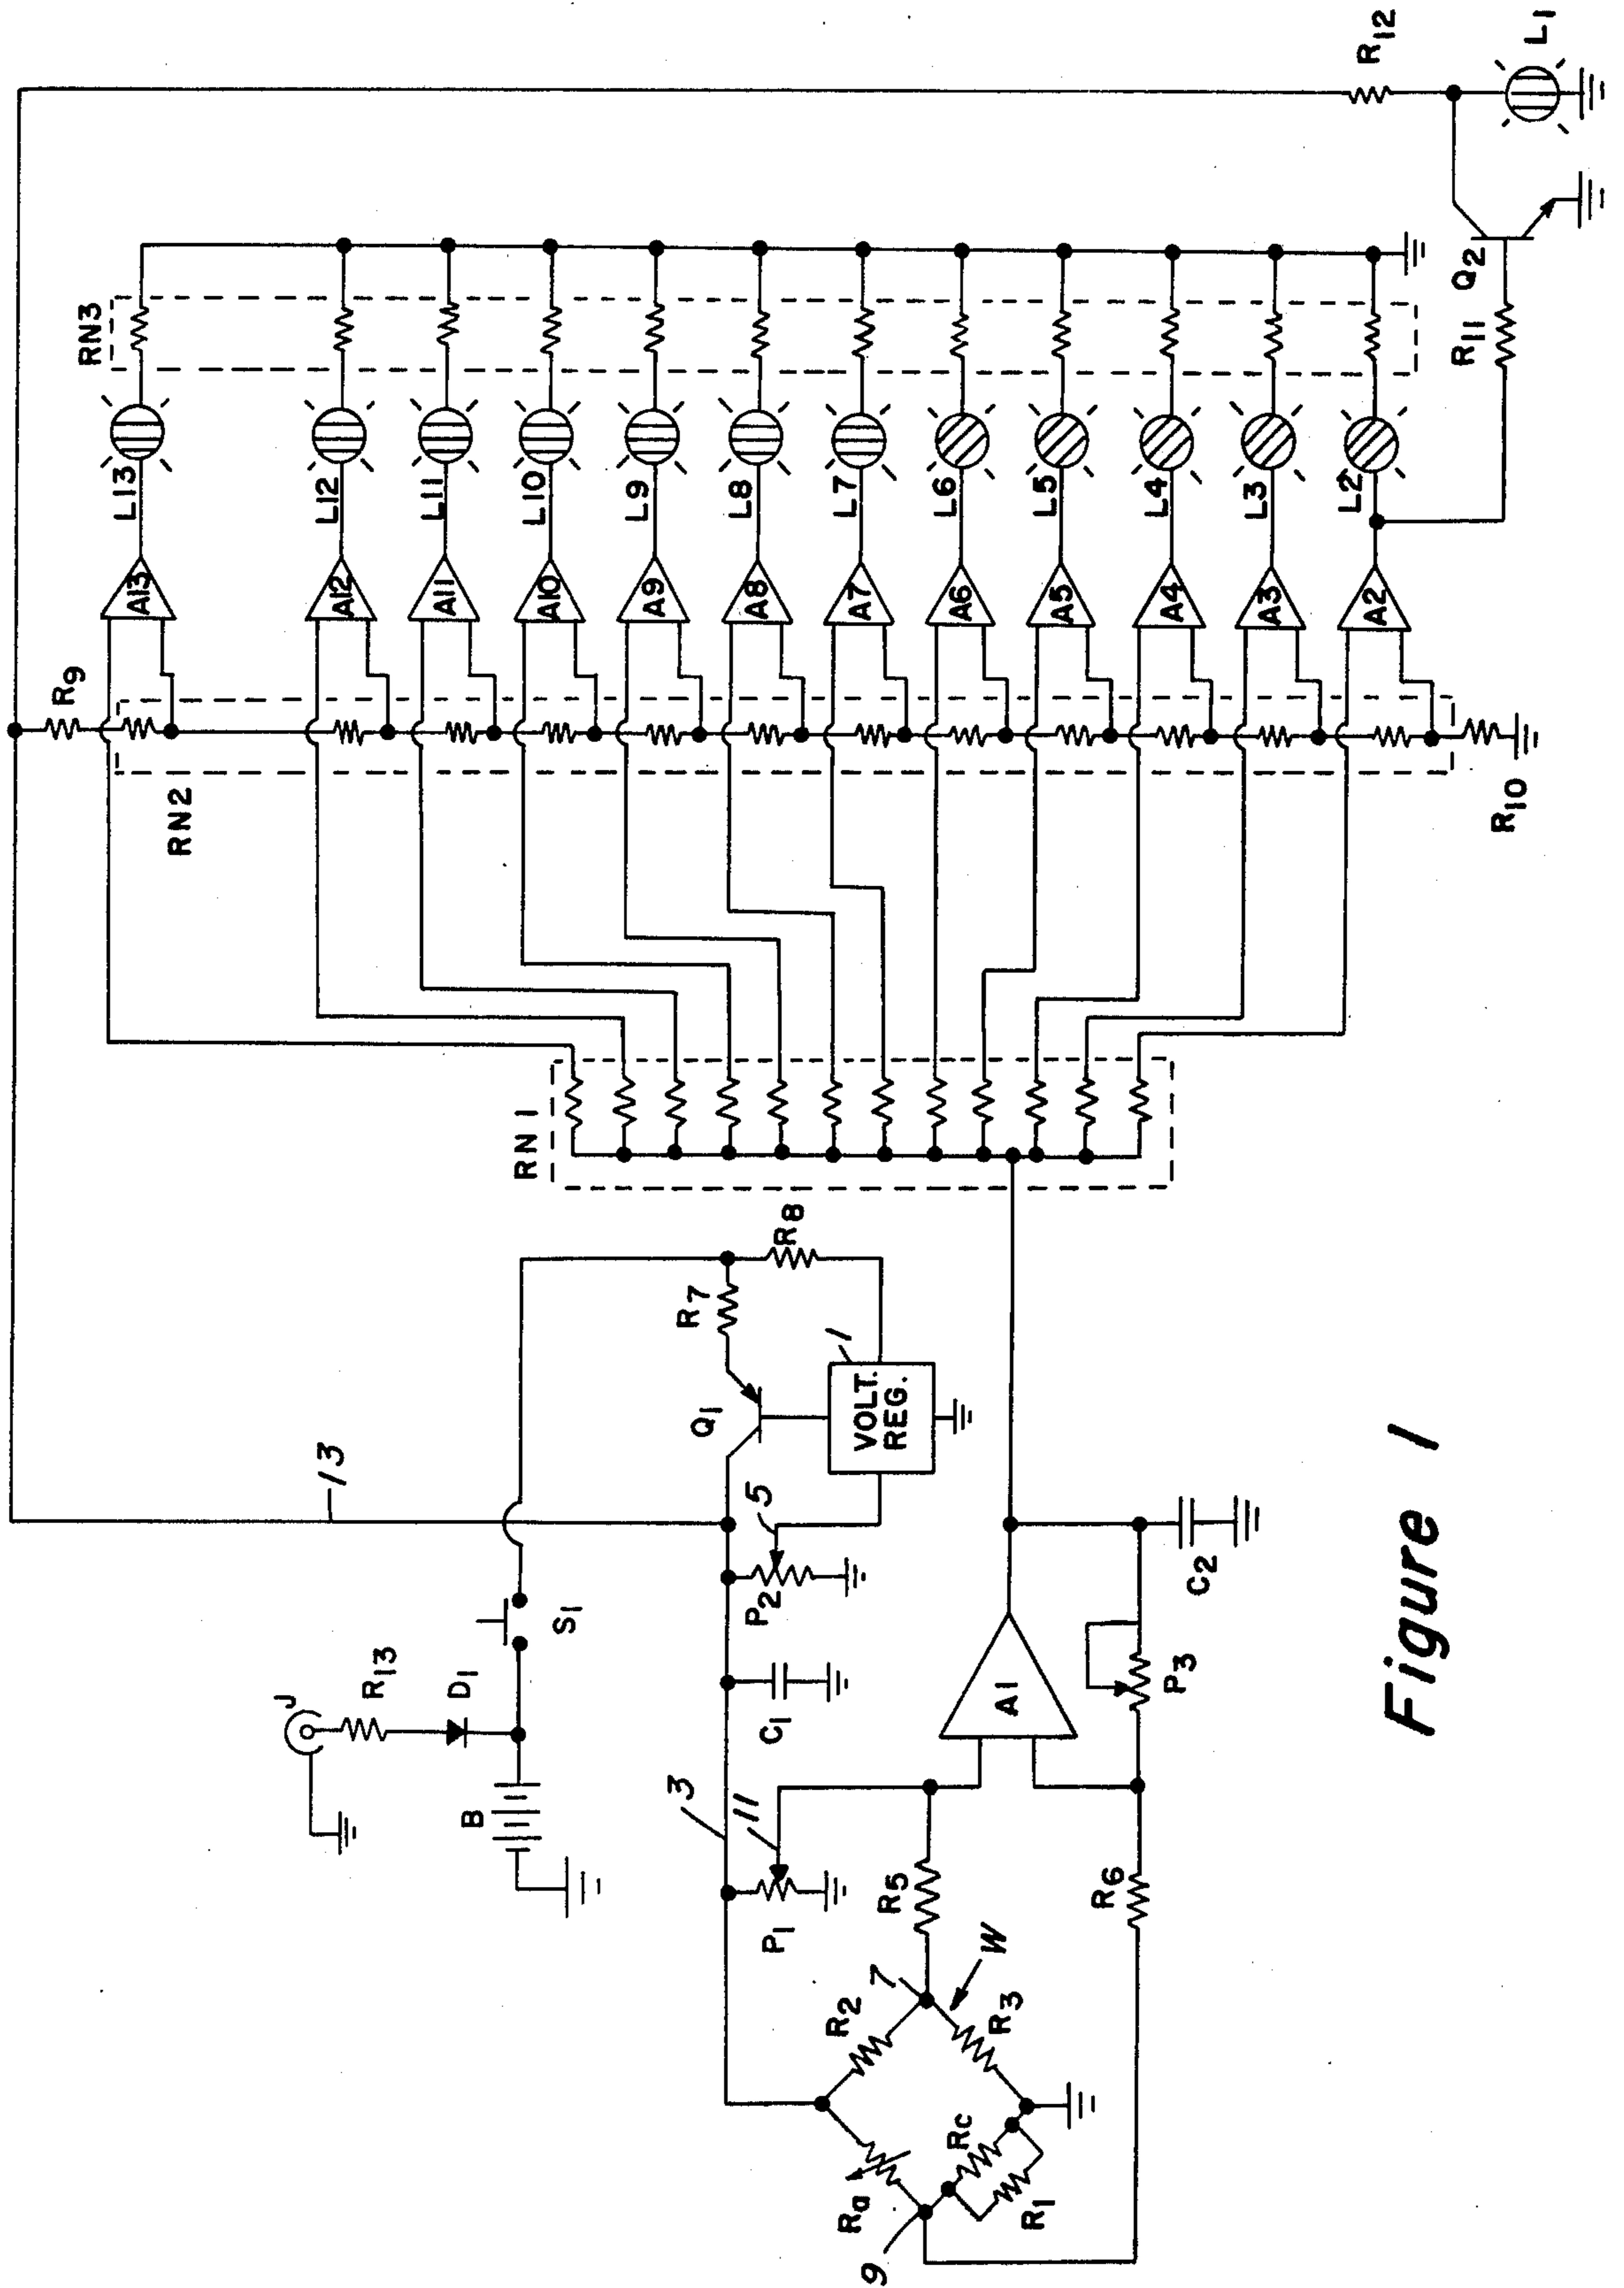 R12
L1
RN3
L13
L12
L11
L10
L9
L8
L7
L6
L5
L4
L3
L2
Q2
R11
A13
A12
A11
A10
A9
A8
A7
A6
A5
A4
A3
A2
R9
RN2
R10
RN1
R8
R7
1
VOLT. REG.
Q1
13
5
P2
S1
R13
D1
J
C1
C2
P3
A1
B
3
11
P1
R5
R6
W
7
R2
R3
Rc
Ra
R1
9
Figure 1